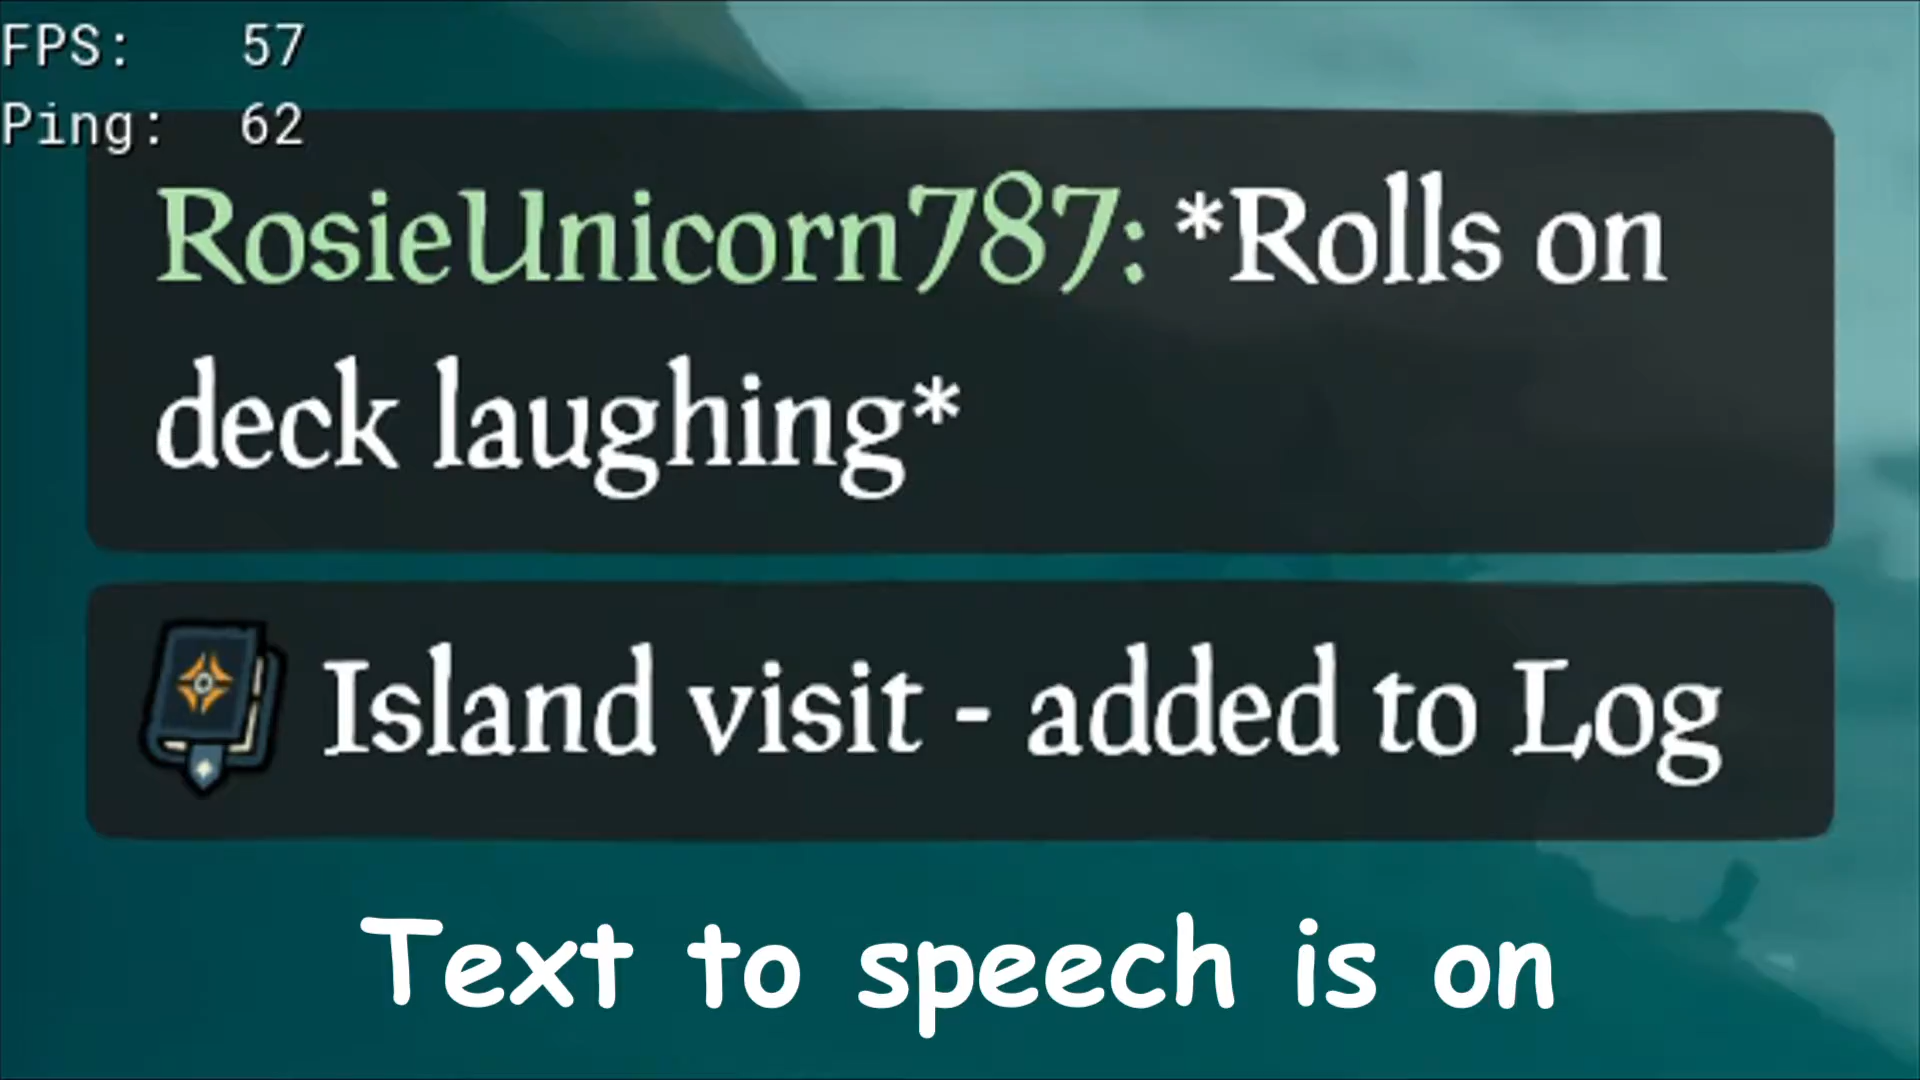 FPS: 57
Ping: 62
RosieUnicorn787: *Rolls on
deck laughing*
Island visit - added to Log
Text to speech is on